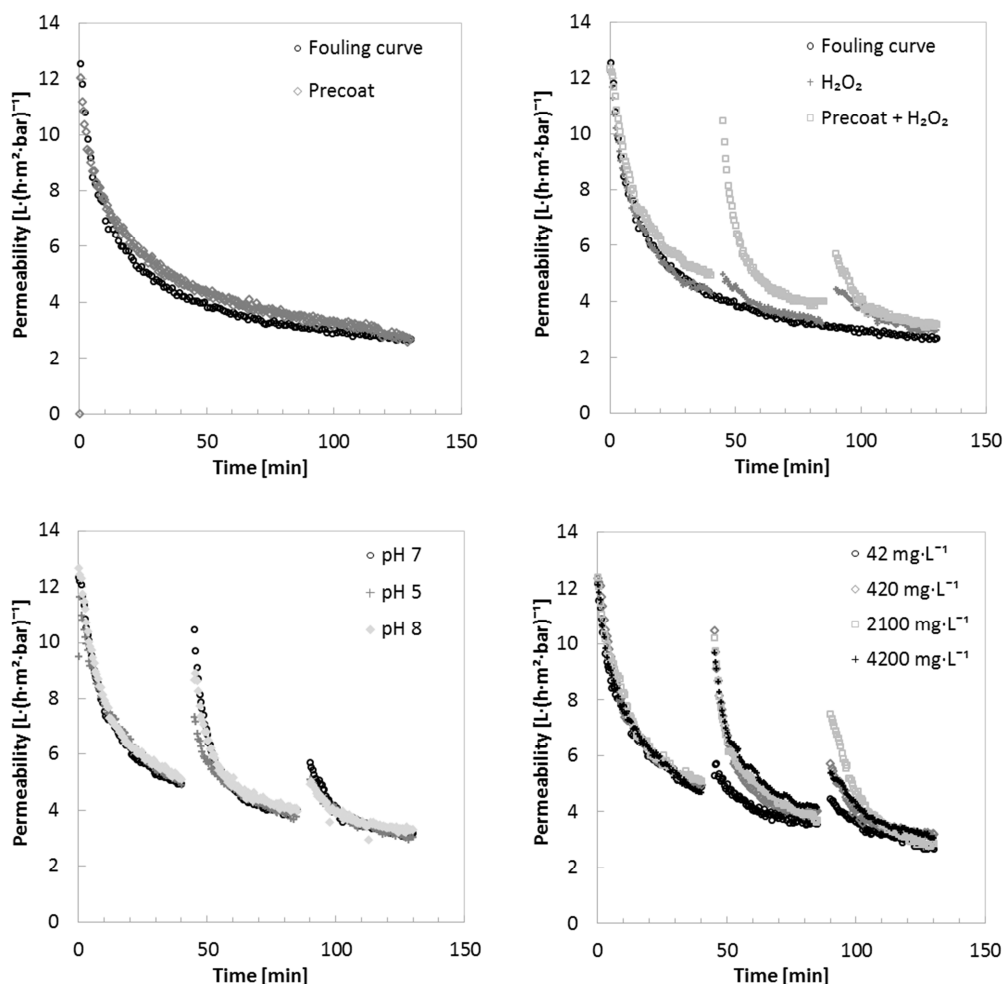 14
12
10
8
6
4
2
0
Permeability [L·(h·m²·bar)⁻¹]
Fouling curve
Precoat
0 50 100 150
Time [min]
14
12
10
8
6
4
2
0
Permeability [L·(h·m²·bar)⁻¹]
Fouling curve
H₂O₂
Precoat + H₂O₂
0 50 100 150
Time [min]
14
12
10
8
6
4
2
0
Permeability [L·(h·m²·bar)⁻¹]
pH 7
pH 5
pH 8
0 50 100 150
Time [min]
14
12
10
8
6
4
2
0
Permeability [L·(h·m²·bar)⁻¹]
42 mg·L⁻¹
420 mg·L⁻¹
2100 mg·L⁻¹
4200 mg·L⁻¹
0 50 100 150
Time [min]